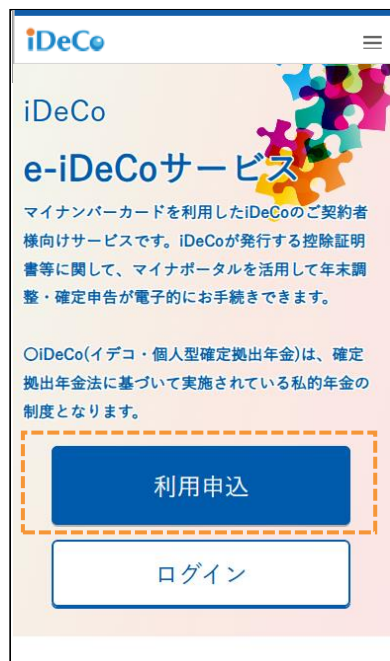 iDeCo
iDeCo
e-iDeCoサービス
マイナンバーカードを利用したiDeCoのご契約者
様向けサービスです。iDeCoが発行する控除証明
書等に関して、マイナポータルを活用して年末調
整・確定申告が電子的にお手続きできます。
〇iDeCo(イデコ・個人型確定拠出年金)は、確定
拠出年金法に基づいて実施されている私的年金の
制度となります。
利用申込
ログイン